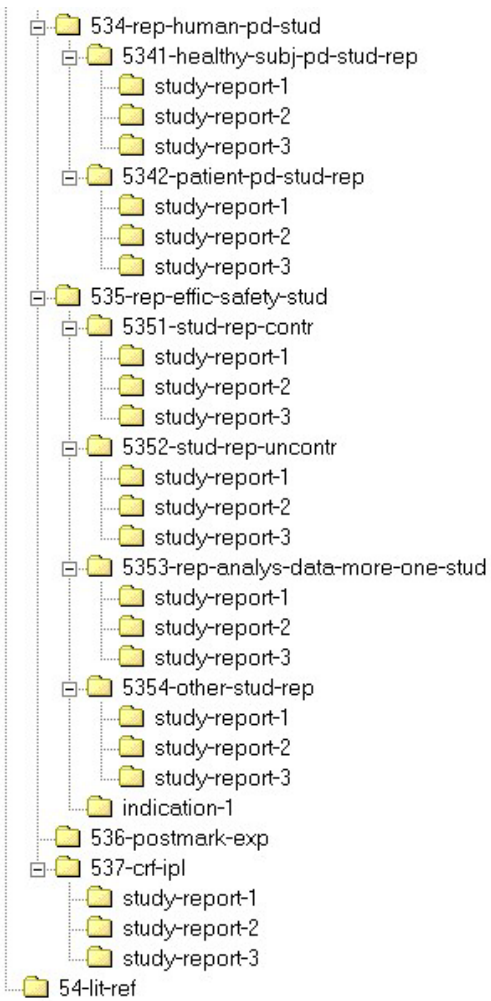 534-rep-human-pd-stud
5341-healthy-subj-pd-stud-rep
study-report-1
study-report-2
study-report-3
5342-patient-pd-stud-rep
study-report-1
study-report-2
study-report-3
535-rep-effic-safety-stud
5351-stud-rep-contr
study-report-1
study-report-2
study-report-3
5352-stud-rep-uncontr
study-report-1
study-report-2
study-report-3
5353-rep-analys-data-more-one-stud
study-report-1
study-report-2
study-report-3
5354-other-stud-rep
study-report-1
study-report-2
study-report-3
indication-1
536-postmark-exp
537-crf-ipl
study-report-1
study-report-2
study-report-3
54-lit-ref